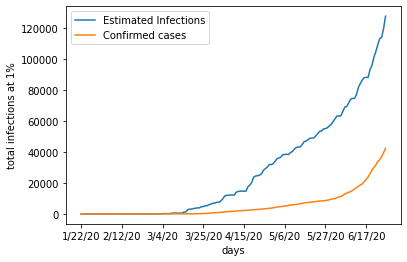 Estimated Infections
Confirmed cases
total infections at 1%
120000
100000
80000
60000
40000
20000
0
1/22/20 2/12/20 3/4/20 3/25/20 4/15/20 5/6/20 5/27/20 6/17/20
days